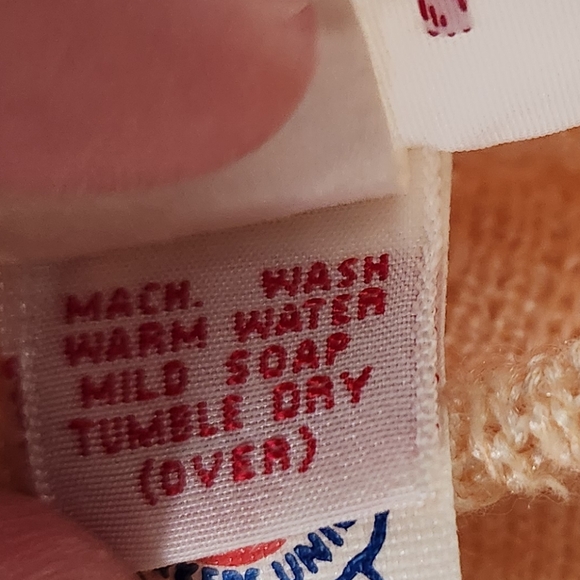 MACH. WASH
WARM WATER
MILD SOAP
TUMBLE DRY
(OVER)